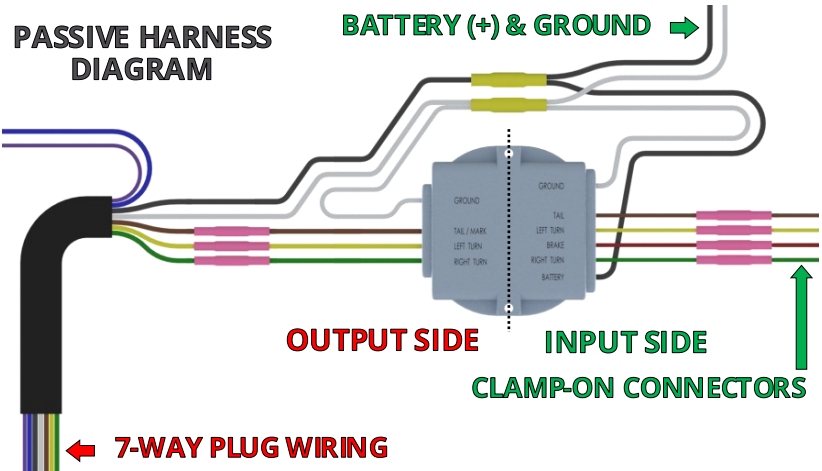 PASSIVE HARNESS
DIAGRAM
BATTERY (+) & GROUND
GROUND
TAIL / MARK
LEFT TURN
RIGHT TURN
GROUND
TAIL
LEFT TURN
BRAKE
RIGHT TURN
BATTERY
OUTPUT SIDE
INPUT SIDE
CLAMP-ON CONNECTORS
7-WAY PLUG WIRING